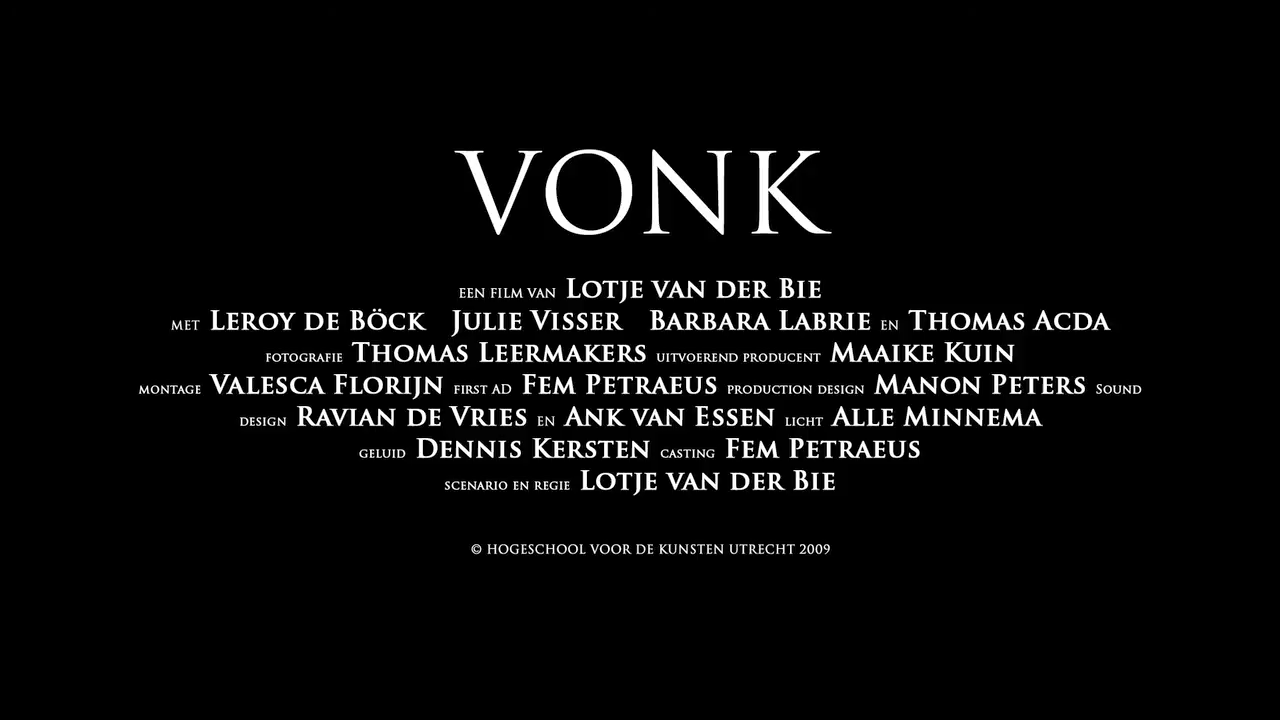 VONK
EEN FILM VAN LOTJE VAN DER BIE
MET LEROY DE BÖCK JULIE VISSER BARBARA LABRIE EN THOMAS ACDA
FOTOGRAFIE THOMAS LEERMAKERS UITVOEREND PRODUCENT MAAIKE KUIN
MONTAGE VALESCA FLORIJN FIRST AD FEM PETRAEUS PRODUCTION DESIGN MANON PETERS SOUND
DESIGN RAVIAN DE VRIES EN ANK VAN ESSEN LICHT ALLE MINNEMA
GELUID DENNIS KERSTEN CASTING FEM PETRAEUS
SCENARIO EN REGIE LOTJE VAN DER BIE
© HOGESCHOOL VOOR DE KUNSTEN UTRECHT 2009